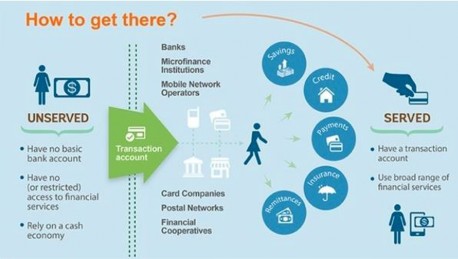 How to get there?
UNSERVED
• Have no basic
bank account
• Have no
(or restricted)
access to financial
services
• Rely on a cash
economy
Transaction
account
Banks
Microfinance
Institutions
Mobile Network
Operators
Card Companies
Postal Networks
Financial
Cooperatives
Savings
Credit
Payments
Insurance
Remittances
SERVED
• Have a transaction
account
• Use broad range of
financial services